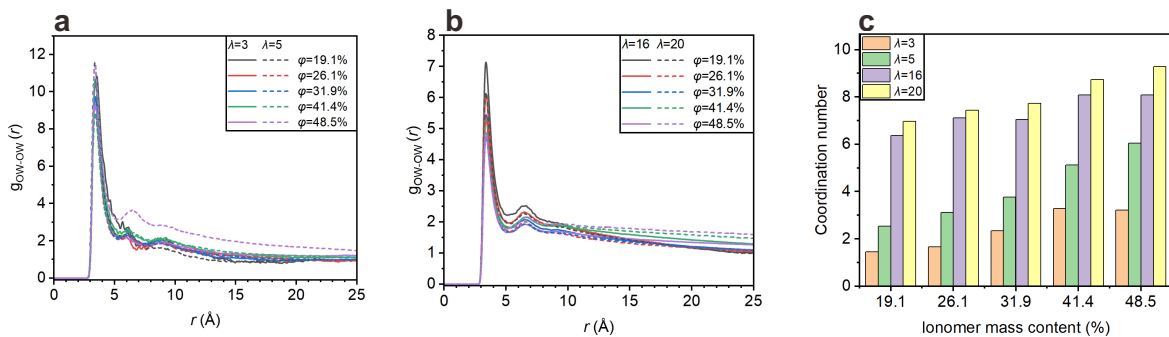 a
λ=3 λ=5
φ=19.1%
φ=26.1%
φ=31.9%
φ=41.4%
φ=48.5%
g_OW-OW (r)
0
2
4
6
8
10
12
0 5 10 15 20 25
r (Å)
b
λ=16 λ=20
φ=19.1%
φ=26.1%
φ=31.9%
φ=41.4%
φ=48.5%
g_OW-OW (r)
0
1
2
3
4
5
6
7
8
0 5 10 15 20 25
r (Å)
c
λ=3
λ=5
λ=16
λ=20
Coordination number
0
2
4
6
8
10
19.1 26.1 31.9 41.4 48.5
Ionomer mass content (%)